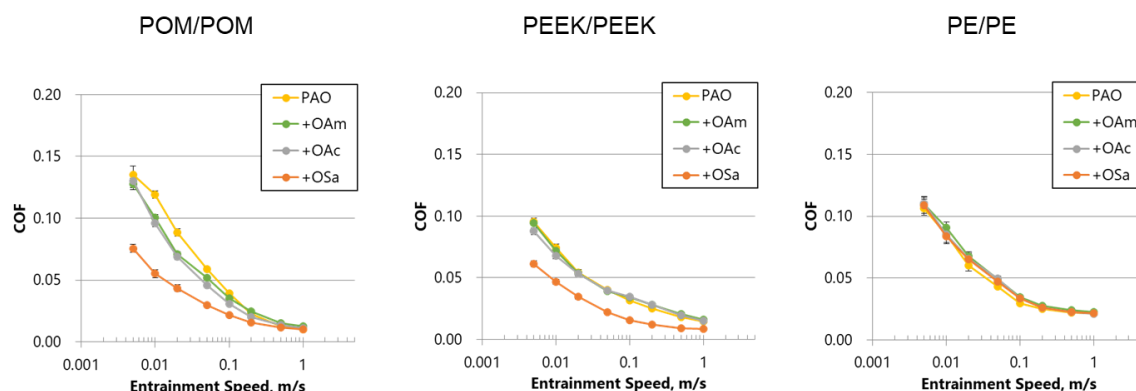 POM/POM
0.20
0.15
0.10
0.05
0.00
COF
0.001
0.01
0.1
1
Entrainment Speed, m/s
PAO
+OAm
+OAc
+OSa
PEEK/PEEK
0.20
0.15
0.10
0.05
0.00
COF
0.001
0.01
0.1
1
Entrainment Speed, m/s
PAO
+OAm
+OAc
+OSa
PE/PE
0.20
0.15
0.10
0.05
0.00
COF
0.001
0.01
0.1
1
Entrainment Speed, m/s
PAO
+OAm
+OAc
+OSa